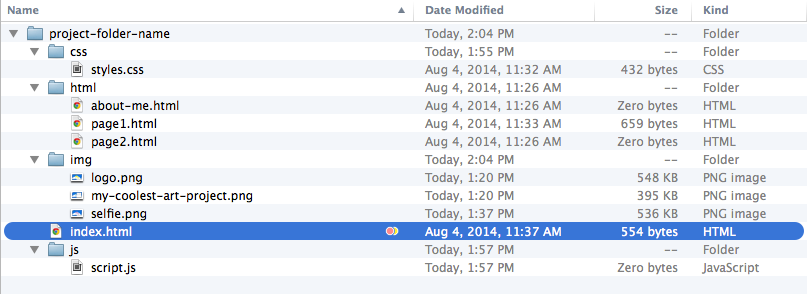 Name Date Modified Size Kind
project-folder-name Today, 2:04 PM -- Folder
css Today, 1:55 PM -- Folder
styles.css Aug 4, 2014, 11:32 AM 432 bytes CSS
html Aug 4, 2014, 11:26 AM -- Folder
about-me.html Aug 4, 2014, 11:26 AM Zero bytes HTML
page1.html Aug 4, 2014, 11:33 AM 659 bytes HTML
page2.html Aug 4, 2014, 11:26 AM Zero bytes HTML
img Today, 2:04 PM -- Folder
logo.png Today, 1:20 PM 548 KB PNG image
my-coolest-art-project.png Today, 1:20 PM 395 KB PNG image
selfie.png Today, 1:37 PM 536 KB PNG image
index.html Aug 4, 2014, 11:37 AM 554 bytes HTML
js Today, 1:57 PM -- Folder
script.js Today, 1:57 PM Zero bytes JavaScript